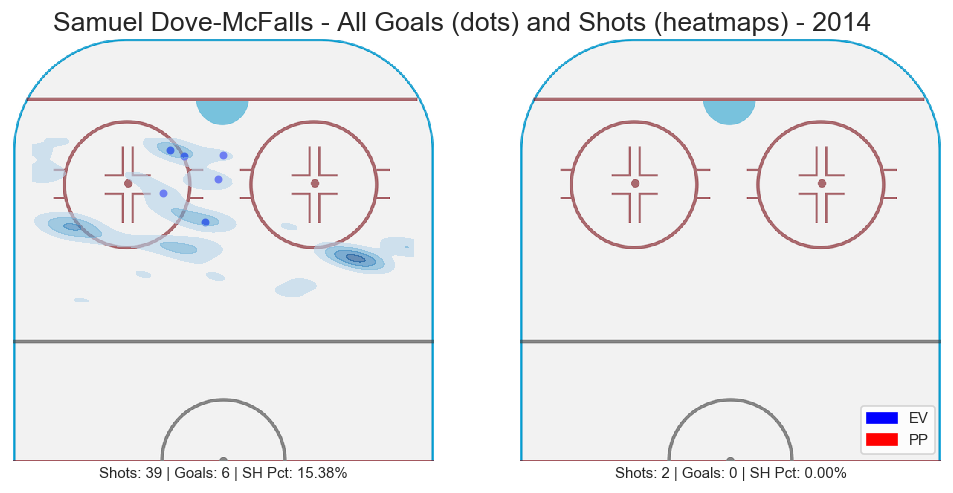 Samuel Dove-McFalls - All Goals (dots) and Shots (heatmaps) - 2014
EV
PP
Shots: 39 | Goals: 6 | SH Pct: 15.38%
Shots: 2 | Goals: 0 | SH Pct: 0.00%